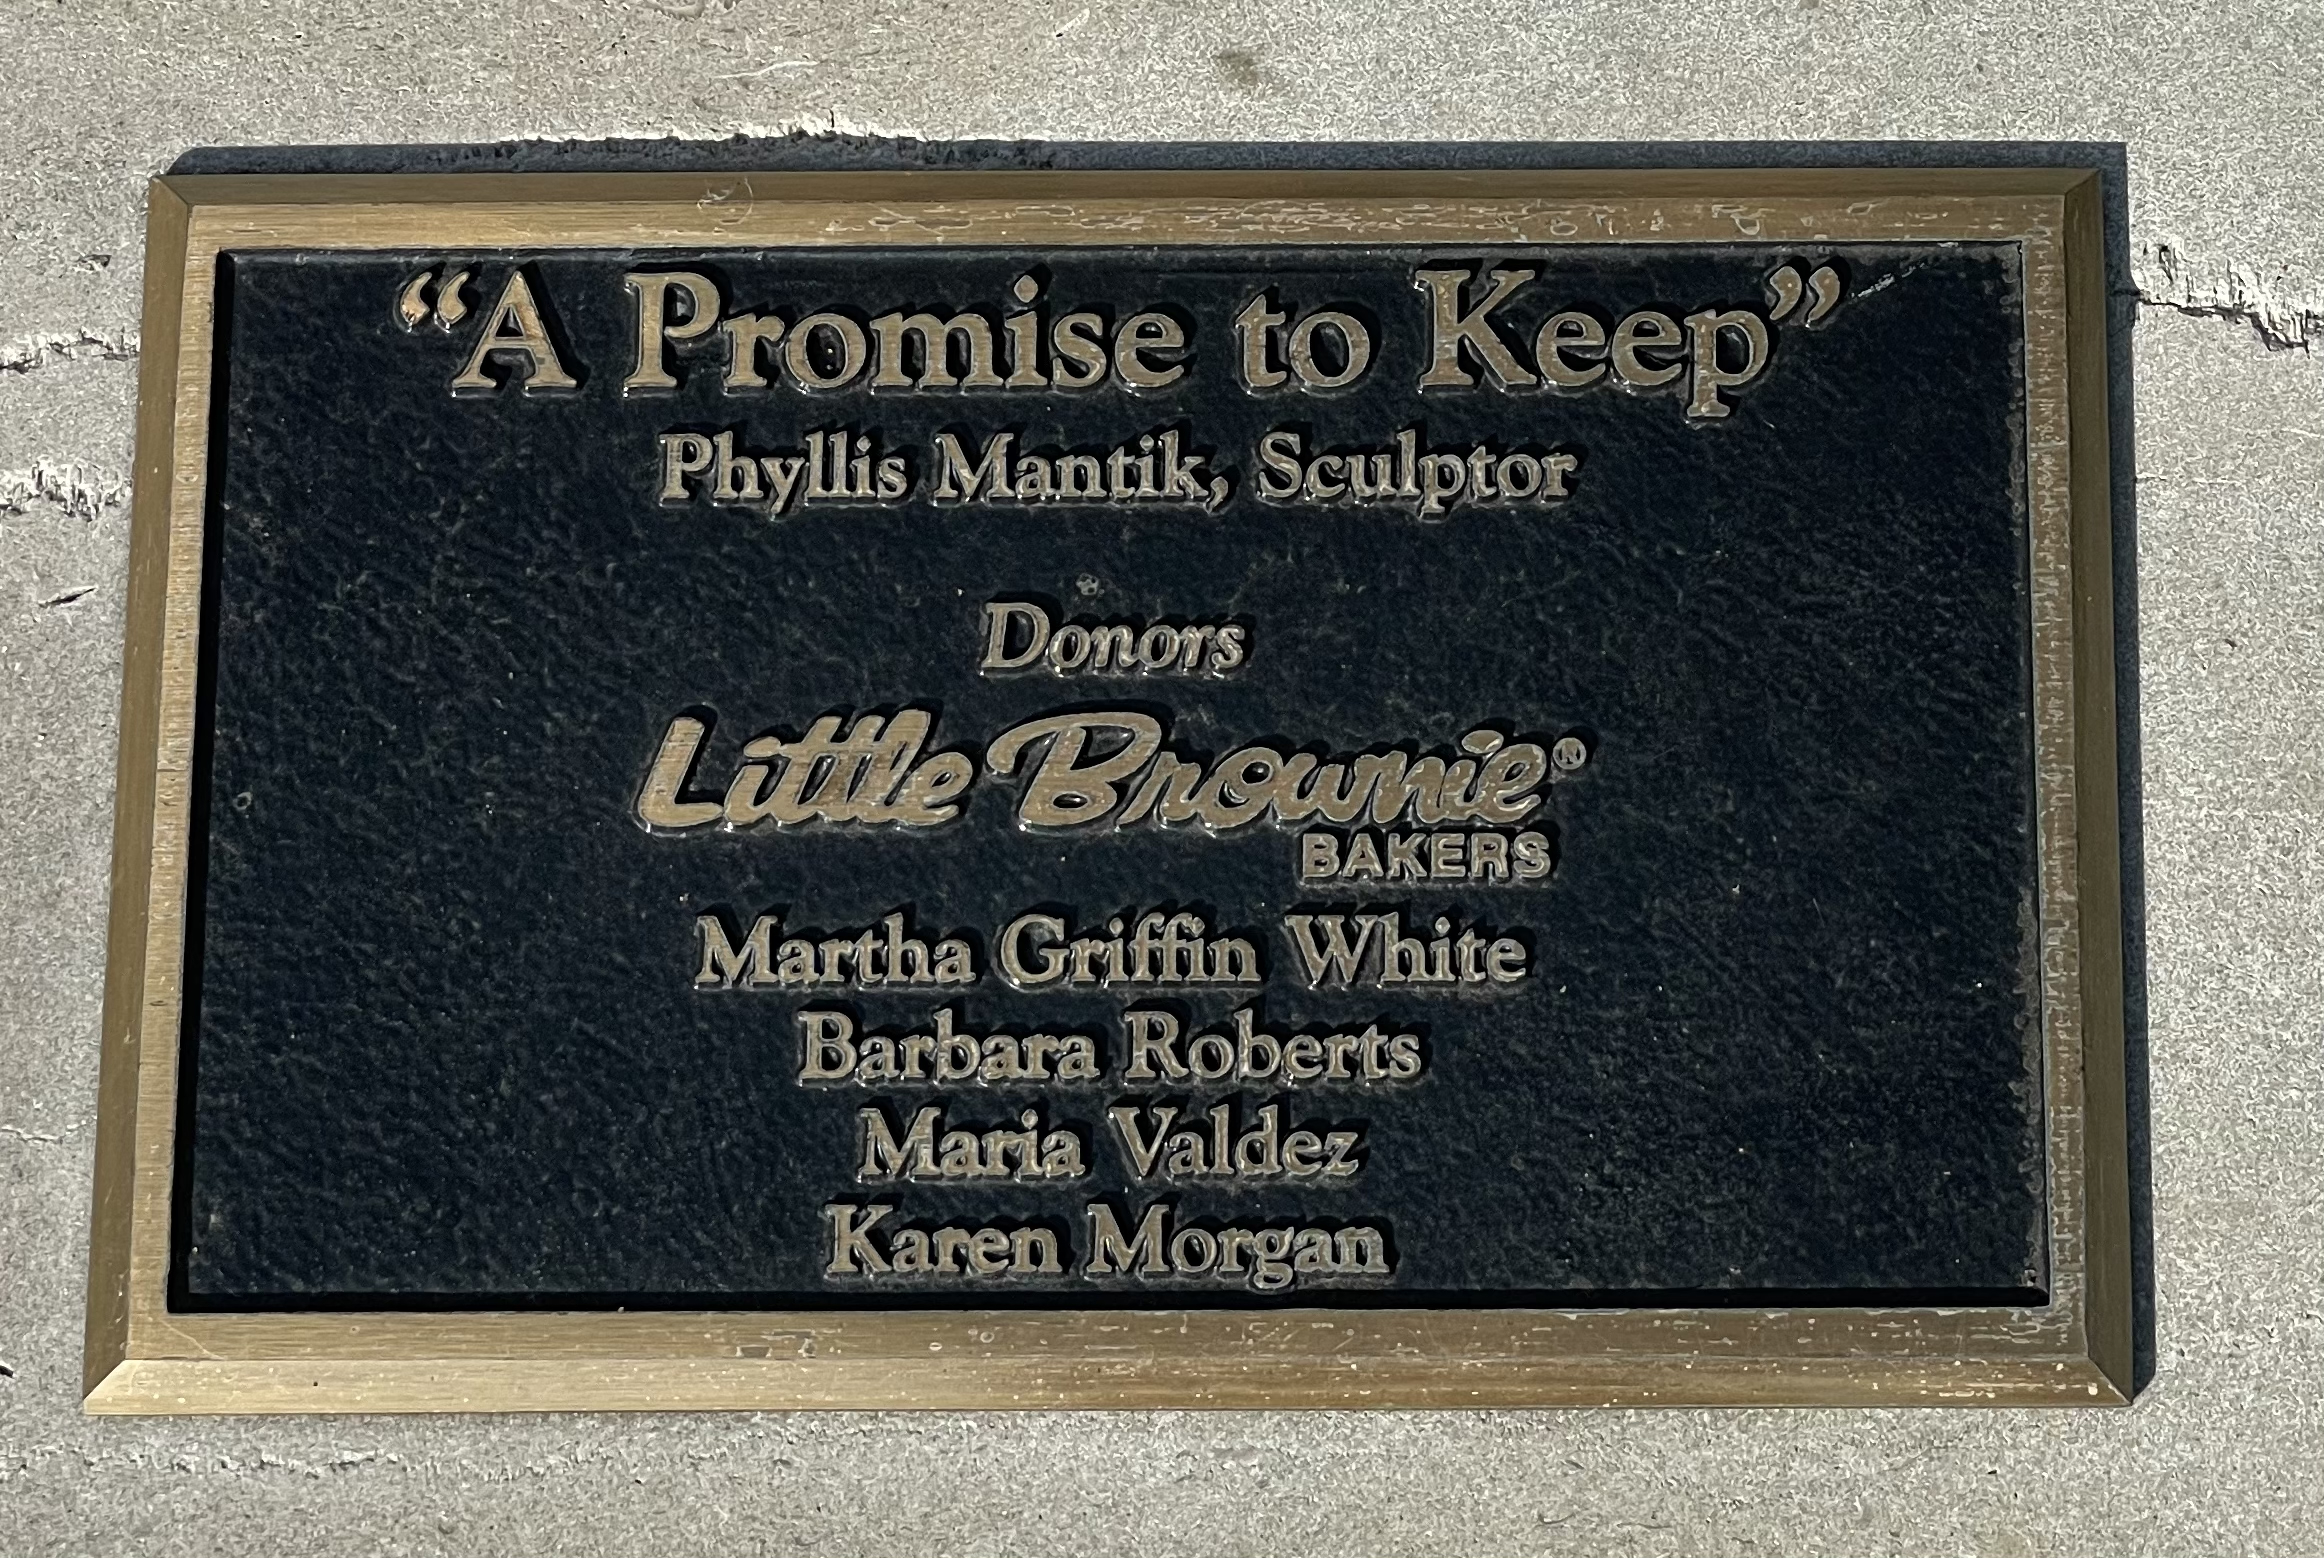 “A Promise to Keep”
Phyllis Mantik, Sculptor
Donors
Little Brownie®
BAKERS
Martha Griffin White
Barbara Roberts
Maria Valdez
Karen Morgan